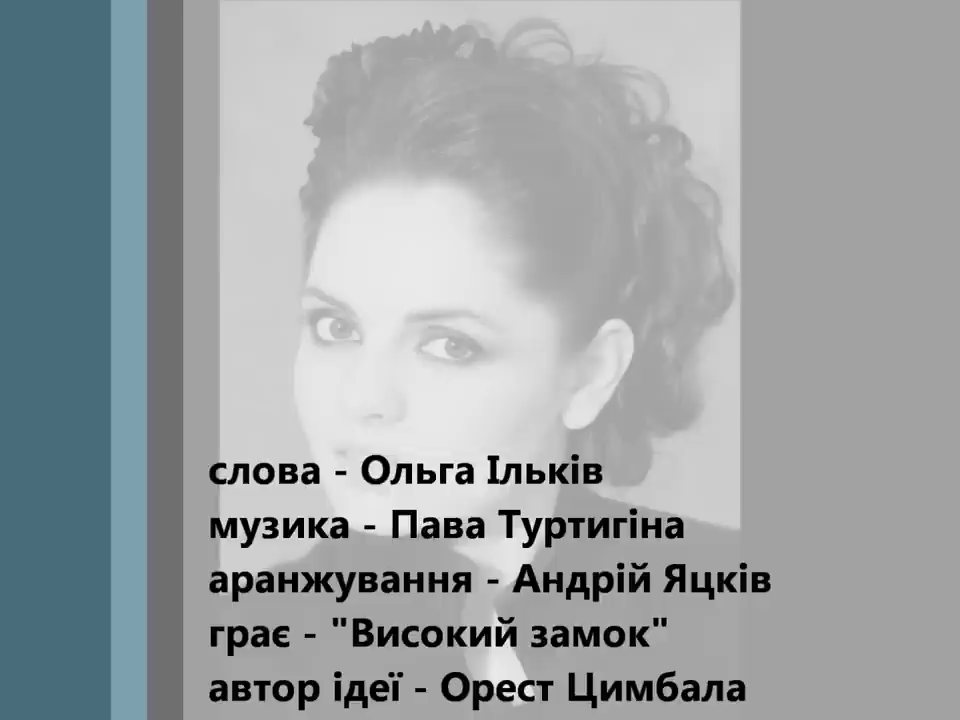 слова - Ольга Ільків
музика - Пава Туртигіна
аранжування - Андрій Яцків
грає - "Високий замок"
автор ідеї - Орест Цимбала